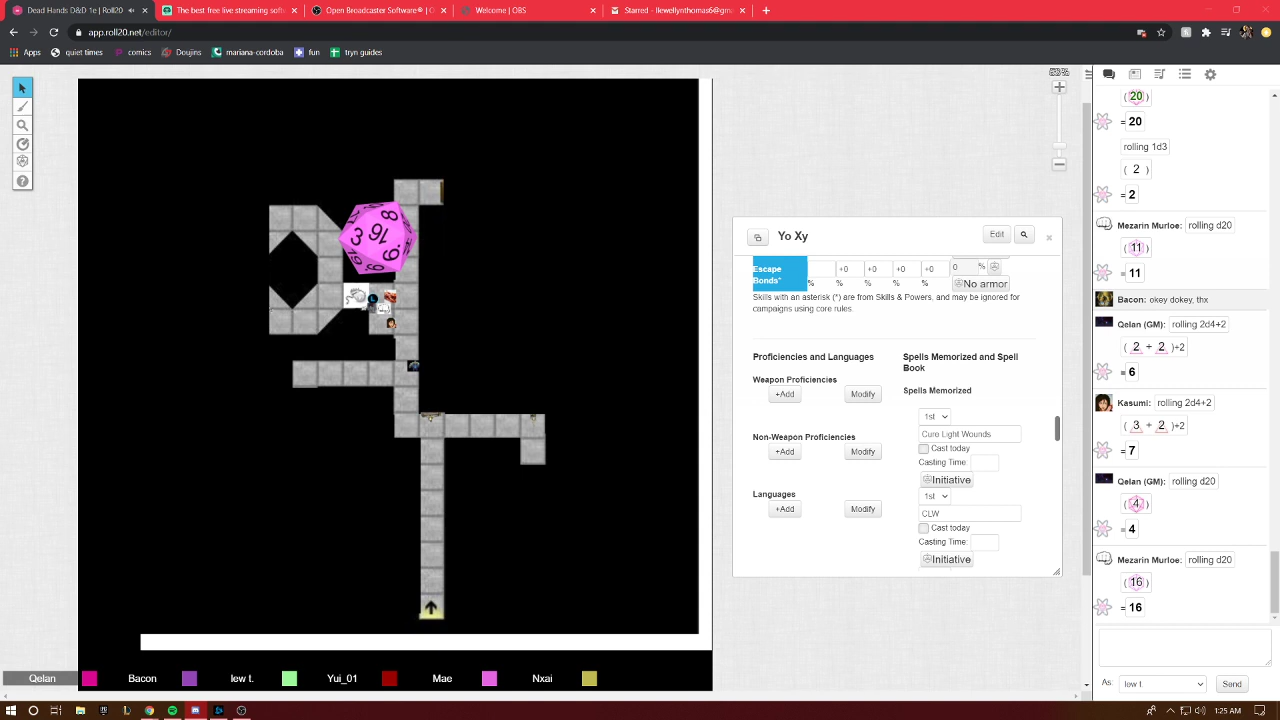 Dead Hands D&D 1e | Roll20
The best free live streaming softw
Open Broadcaster Software® | O
Welcome | OBS
Starred - llewellynthomas6@gma
app.roll20.net/editor/
Apps
quiet times
comics
Doujins
mariana-cordoba
fun
tryn guides
20
= 20
rolling 1d3
( 2 )
= 2
Mezarin Murloe: rolling d20
11
= 11
Bacon: okey dokey, thx
Qelan (GM): rolling 2d4+2
( 2 + 2 )+2
= 6
Kasumi: rolling 2d4+2
( 3 + 2 )+2
= 7
Qelan (GM): rolling d20
4
= 4
Mezarin Murloe: rolling d20
16
= 16
As: lew t. Send
8
3 16
9.
Yo Xy
Edit
Escape Bonds*
+0 +0 +0 +0 0 %
% % % % %
No armor
Skills with an asterisk (*) are from Skills & Powers, and may be ignored for
campaigns using core rules.
Proficiencies and Languages
Weapon Proficiencies
+Add Modify
Non-Weapon Proficiencies
+Add Modify
Languages
+Add Modify
Spells Memorized and Spell
Book
Spells Memorized
1st
Cure Light Wounds
Cast today
Casting Time:
Initiative
1st
CLW
Cast today
Casting Time:
Initiative
Qelan Bacon lew t. Yui_01 Mae Nxai
1:25 AM